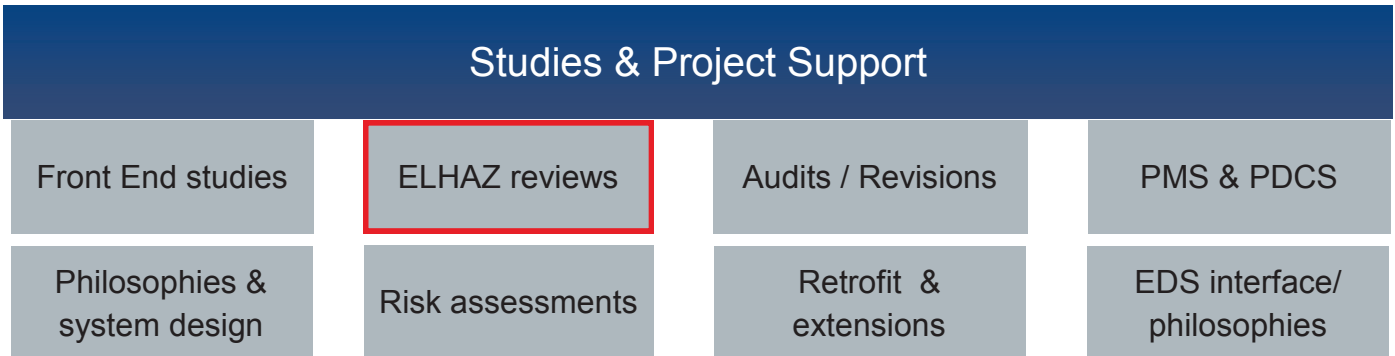 Studies & Project Support
Front End studies
ELHAZ reviews
Audits / Revisions
PMS & PDCS
Philosophies &
system design
Risk assessments
Retrofit &
extensions
EDS interface/
philosophies